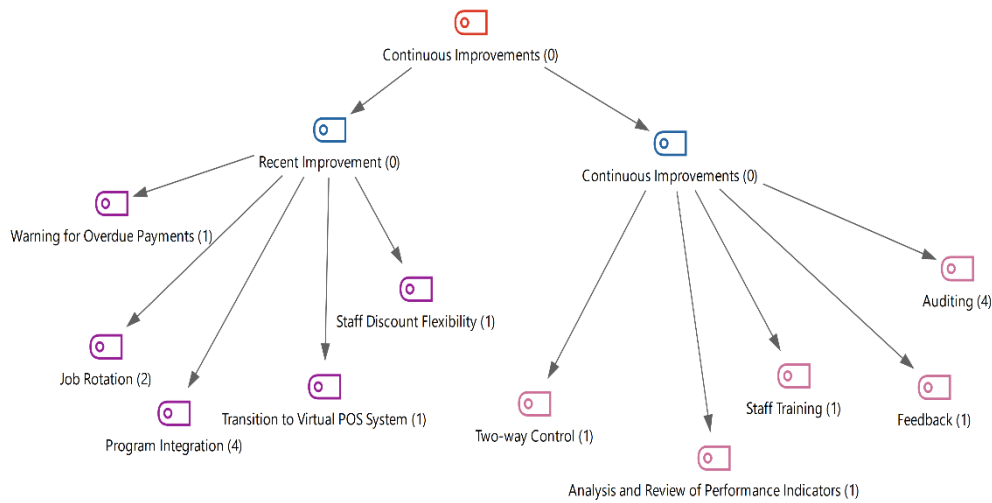 Continuous Improvements (0)
Recent Improvement (0)
Continuous Improvements (0)
Warning for Overdue Payments (1)
Staff Discount Flexibility (1)
Auditing (4)
Job Rotation (2)
Program Integration (4)
Transition to Virtual POS System (1)
Two-way Control (1)
Staff Training (1)
Feedback (1)
Analysis and Review of Performance Indicators (1)